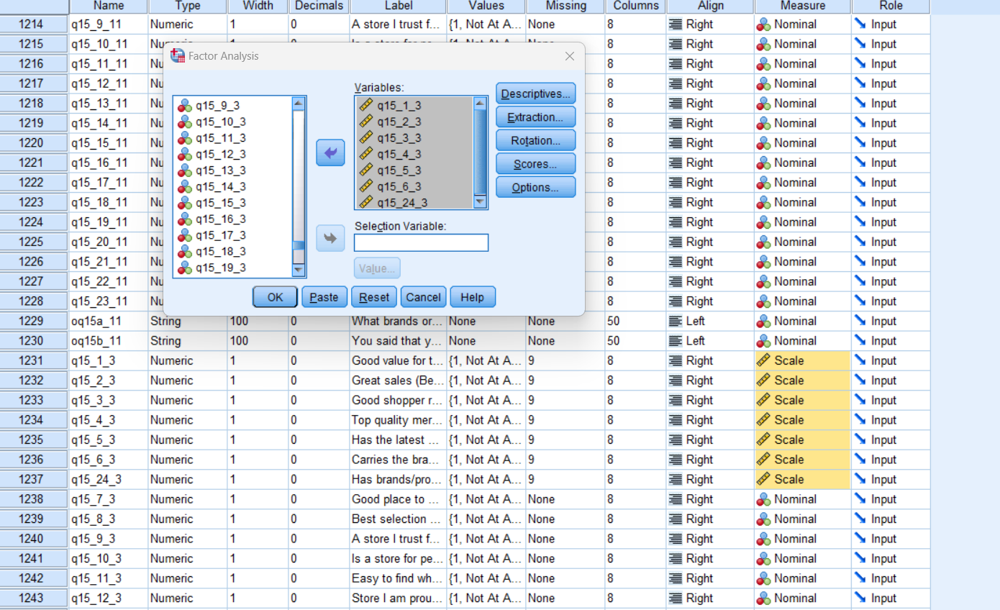 Name Type Width Decimals Label Values Missing Columns Align Measure Role
1214 q15_9_11 Numeric 1 0 A store I trust f... {1, Not At A... None 8 Right Nominal Input
1215 q15_10_11 8 Right Nominal Input
1216 q15_11_11 8 Right Nominal Input
1217 q15_12_11 8 Right Nominal Input
1218 q15_13_11 8 Right Nominal Input
1219 q15_14_11 8 Right Nominal Input
1220 q15_15_11 8 Right Nominal Input
1221 q15_16_11 8 Right Nominal Input
1222 q15_17_11 8 Right Nominal Input
1223 q15_18_11 8 Right Nominal Input
1224 q15_19_11 8 Right Nominal Input
1225 q15_20_11 8 Right Nominal Input
1226 q15_21_11 8 Right Nominal Input
1227 q15_22_11 8 Right Nominal Input
1228 q15_23_11 8 Right Nominal Input
1229 oq15a_11 String 100 0 What brands or... None None 50 Left Nominal Input
1230 oq15b_11 String 100 0 You said that y... None None 50 Left Nominal Input
1231 q15_1_3 Numeric 1 0 Good value for t... {1, Not At A... 9 8 Right Scale Input
1232 q15_2_3 Numeric 1 0 Great sales (Be... {1, Not At A... 9 8 Right Scale Input
1233 q15_3_3 Numeric 1 0 Good shopper r... {1, Not At A... 9 8 Right Scale Input
1234 q15_4_3 Numeric 1 0 Top quality mer... {1, Not At A... 9 8 Right Scale Input
1235 q15_5_3 Numeric 1 0 Has the latest ... {1, Not At A... 9 8 Right Scale Input
1236 q15_6_3 Numeric 1 0 Carries the bra... {1, Not At A... 9 8 Right Scale Input
1237 q15_24_3 Numeric 1 0 Has brands/pro... {1, Not At A... 9 8 Right Scale Input
1238 q15_7_3 Numeric 1 0 Good place to ... {1, Not At A... None 8 Right Nominal Input
1239 q15_8_3 Numeric 1 0 Best selection ... {1, Not At A... None 8 Right Nominal Input
1240 q15_9_3 Numeric 1 0 A store I trust f... {1, Not At A... None 8 Right Nominal Input
1241 q15_10_3 Numeric 1 0 Is a store for pe... {1, Not At A... None 8 Right Nominal Input
1242 q15_11_3 Numeric 1 0 Easy to find wh... {1, Not At A... None 8 Right Nominal Input
1243 q15_12_3 Numeric 1 0 Store I am prou... {1, Not At A... None 8 Right Nominal Input
Factor Analysis
q15_9_3
q15_10_3
q15_11_3
q15_12_3
q15_13_3
q15_14_3
q15_15_3
q15_16_3
q15_17_3
q15_18_3
q15_19_3
Variables:
q15_1_3
q15_2_3
q15_3_3
q15_4_3
q15_5_3
q15_6_3
q15_24_3
Selection Variable:
Value...
Descriptives...
Extraction...
Rotation...
Scores...
Options...
OK Paste Reset Cancel Help